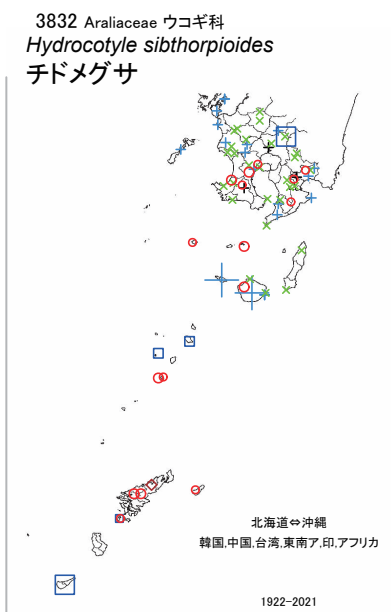 3832 Araliaceae ウコギ科
Hydrocotyle sibthorpioides
チドメグサ
北海道⇔沖縄
韓国,中国,台湾,東南ア,印,アフリカ
1922-2021